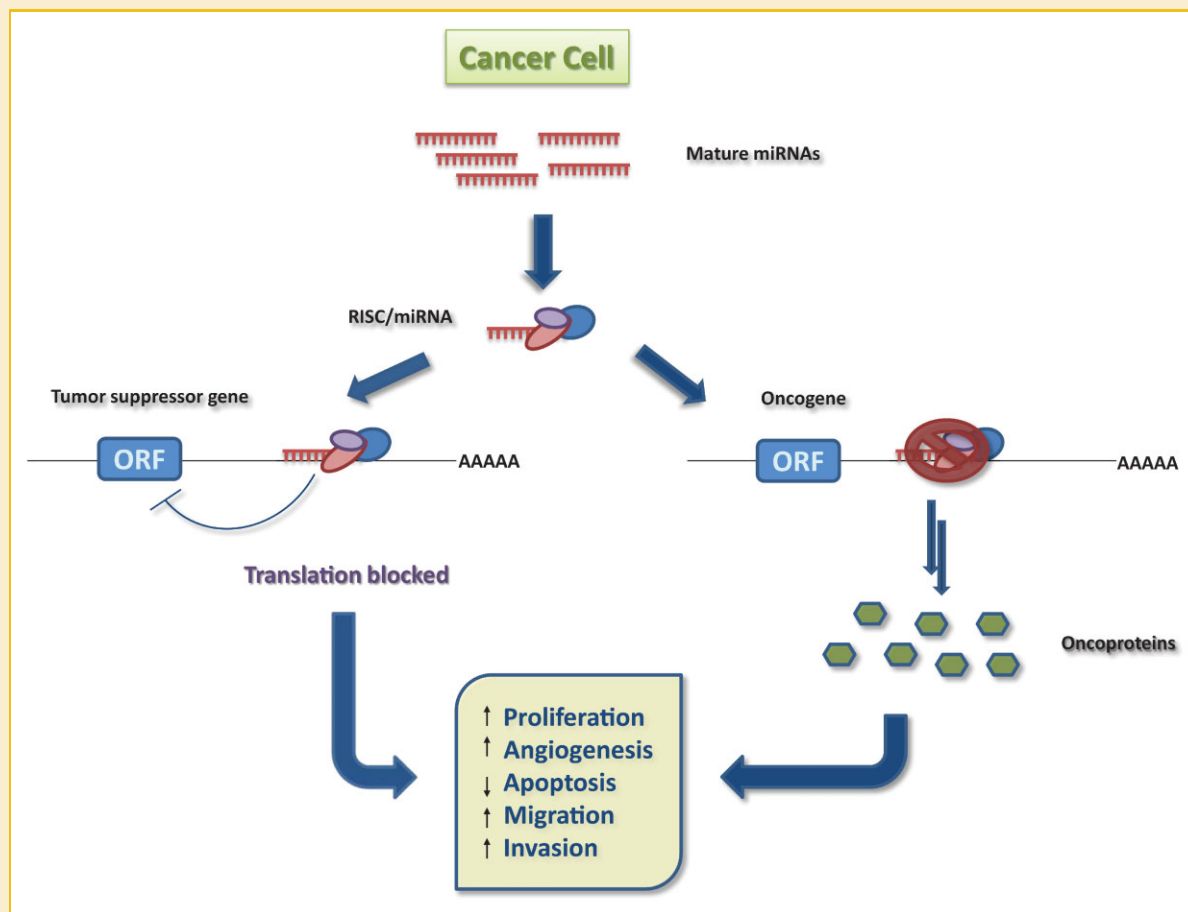 Cancer Cell
Mature miRNAs
RISC/miRNA
Tumor suppressor gene
ORF
AAAAA
Translation blocked
Oncogene
ORF
AAAAA
Oncoproteins
↑ Proliferation
↑ Angiogenesis
↓ Apoptosis
↑ Migration
↑ Invasion